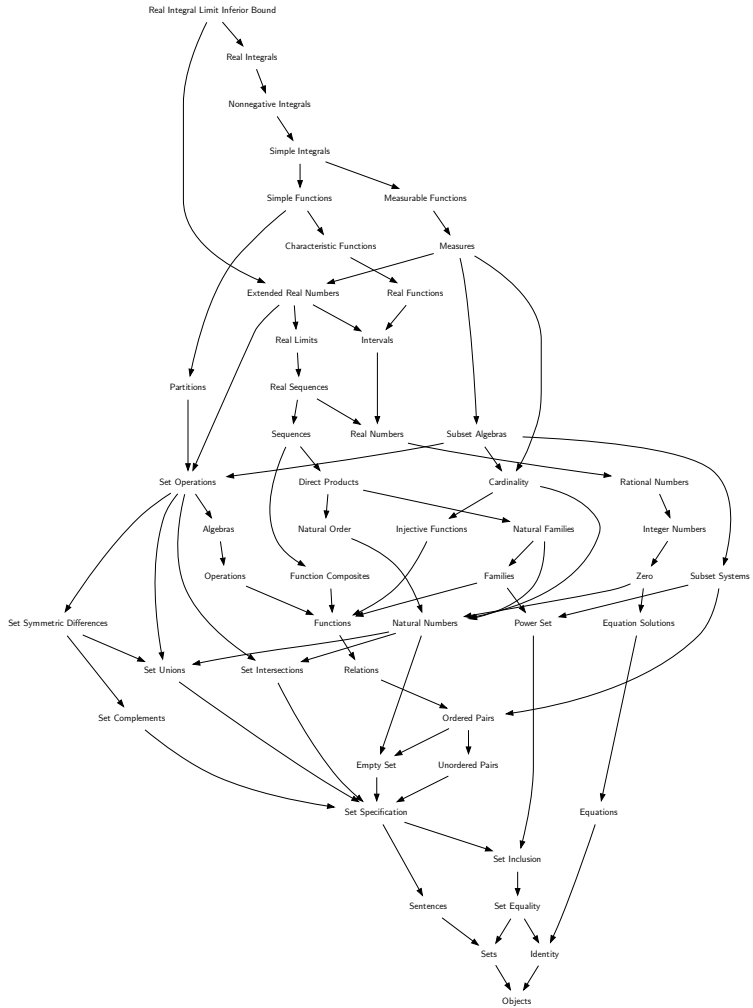 Real Integral Limit Inferior Bound
Real Integrals
Nonnegative Integrals
Simple Integrals
Simple Functions
Measurable Functions
Characteristic Functions
Measures
Extended Real Numbers
Real Functions
Real Limits
Intervals
Partitions
Real Sequences
Sequences
Real Numbers
Subset Algebras
Set Operations
Direct Products
Cardinality
Rational Numbers
Algebras
Natural Order
Injective Functions
Natural Families
Integer Numbers
Operations
Function Composites
Families
Zero
Subset Systems
Set Symmetric Differences
Functions
Natural Numbers
Power Set
Equation Solutions
Set Unions
Set Intersections
Relations
Set Complements
Ordered Pairs
Empty Set
Unordered Pairs
Set Specification
Equations
Set Inclusion
Sentences
Set Equality
Sets
Identity
Objects